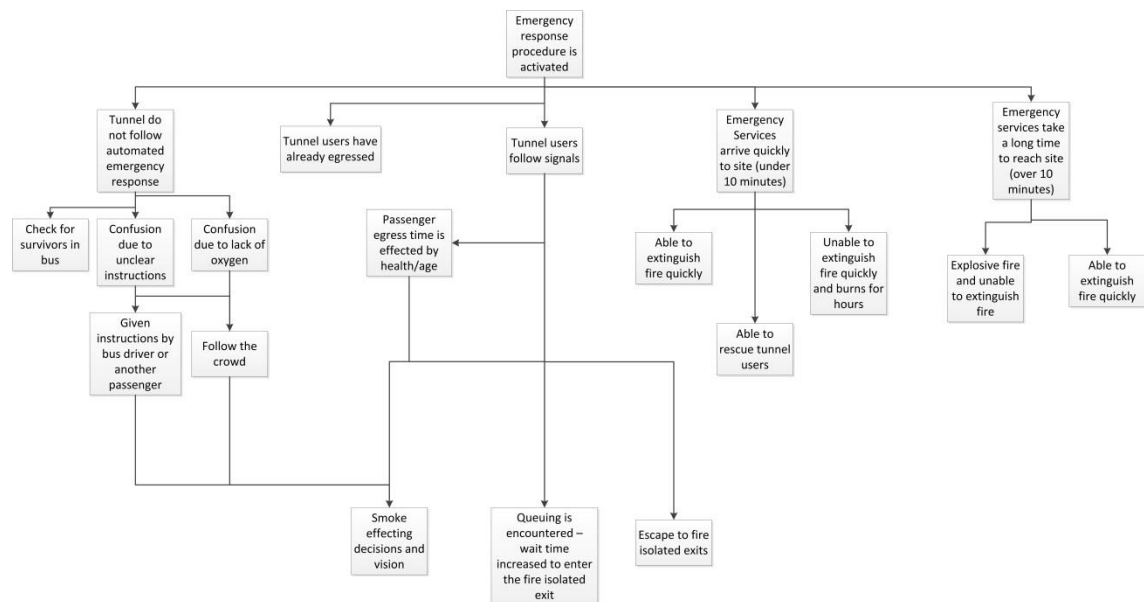 Emergency
response
procedure is
activated
Tunnel do
not follow
automated
emergency
response
Tunnel users have
already egressed
Tunnel users
follow signals
Emergency
Services
arrive quickly
to site (under
10 minutes)
Emergency
services take
a long time
to reach site
(over 10
minutes)
Check for
survivors in
bus
Confusion
due to
unclear
instructions
Confusion
due to lack of
oxygen
Passenger
egress time is
effected by
health/age
Able to
extinguish
fire quickly
Unable to
extinguish
fire quickly
and burns for
hours
Explosive fire
and unable
to extinguish
fire
Able to
extinguish
fire quickly
Given
instructions by
bus driver or
another
passenger
Follow the
crowd
Able to
rescue tunnel
users
Smoke
effecting
decisions and
vision
Queuing is
encountered –
wait time
increased to enter
the fire isolated
exit
Escape to fire
isolated exits